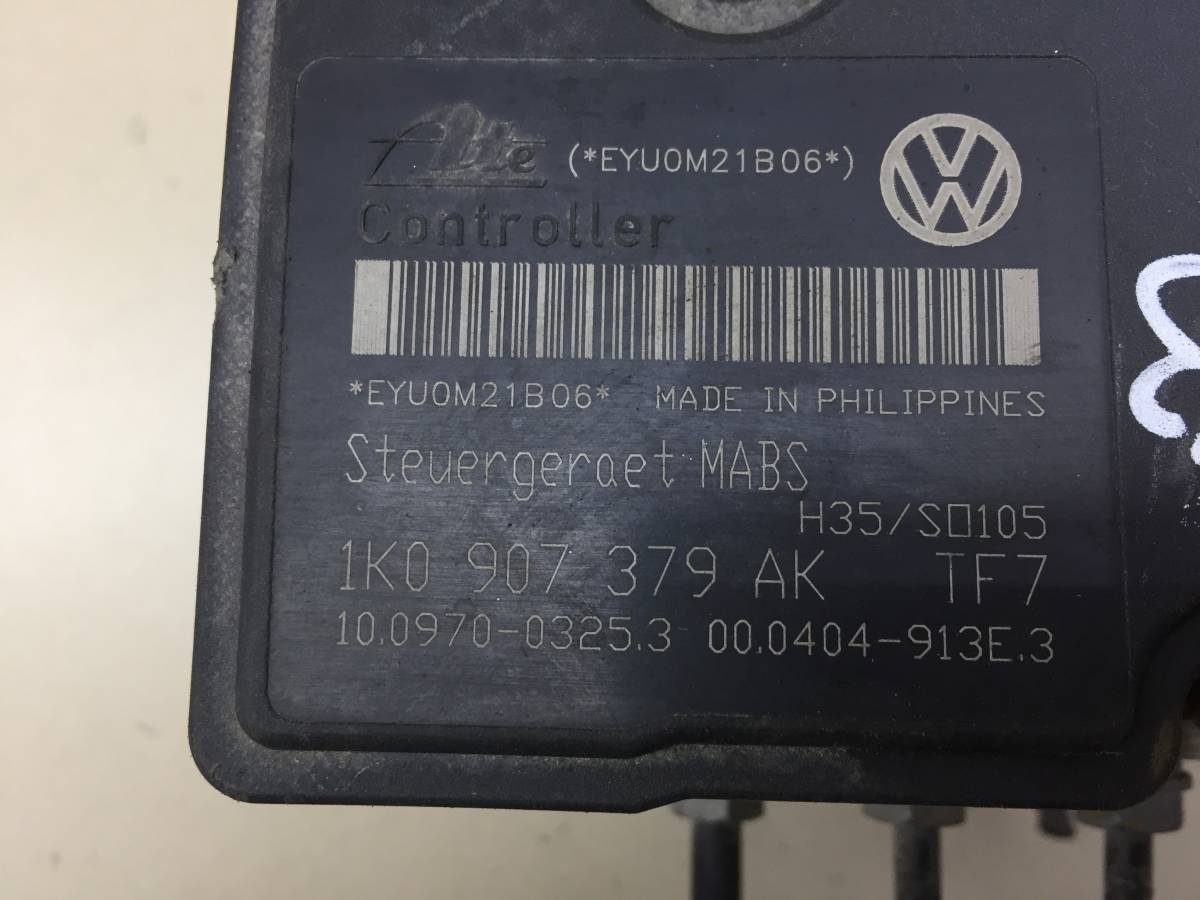 Ate (*EYU0M21B06*)
Controller
*EYU0M21B06* MADE IN PHILIPPINES
Steuergeraet MABS
H35/S□105
1K0 907 379 AK TF7
10.0970-0325.3 00.0404-913E.3